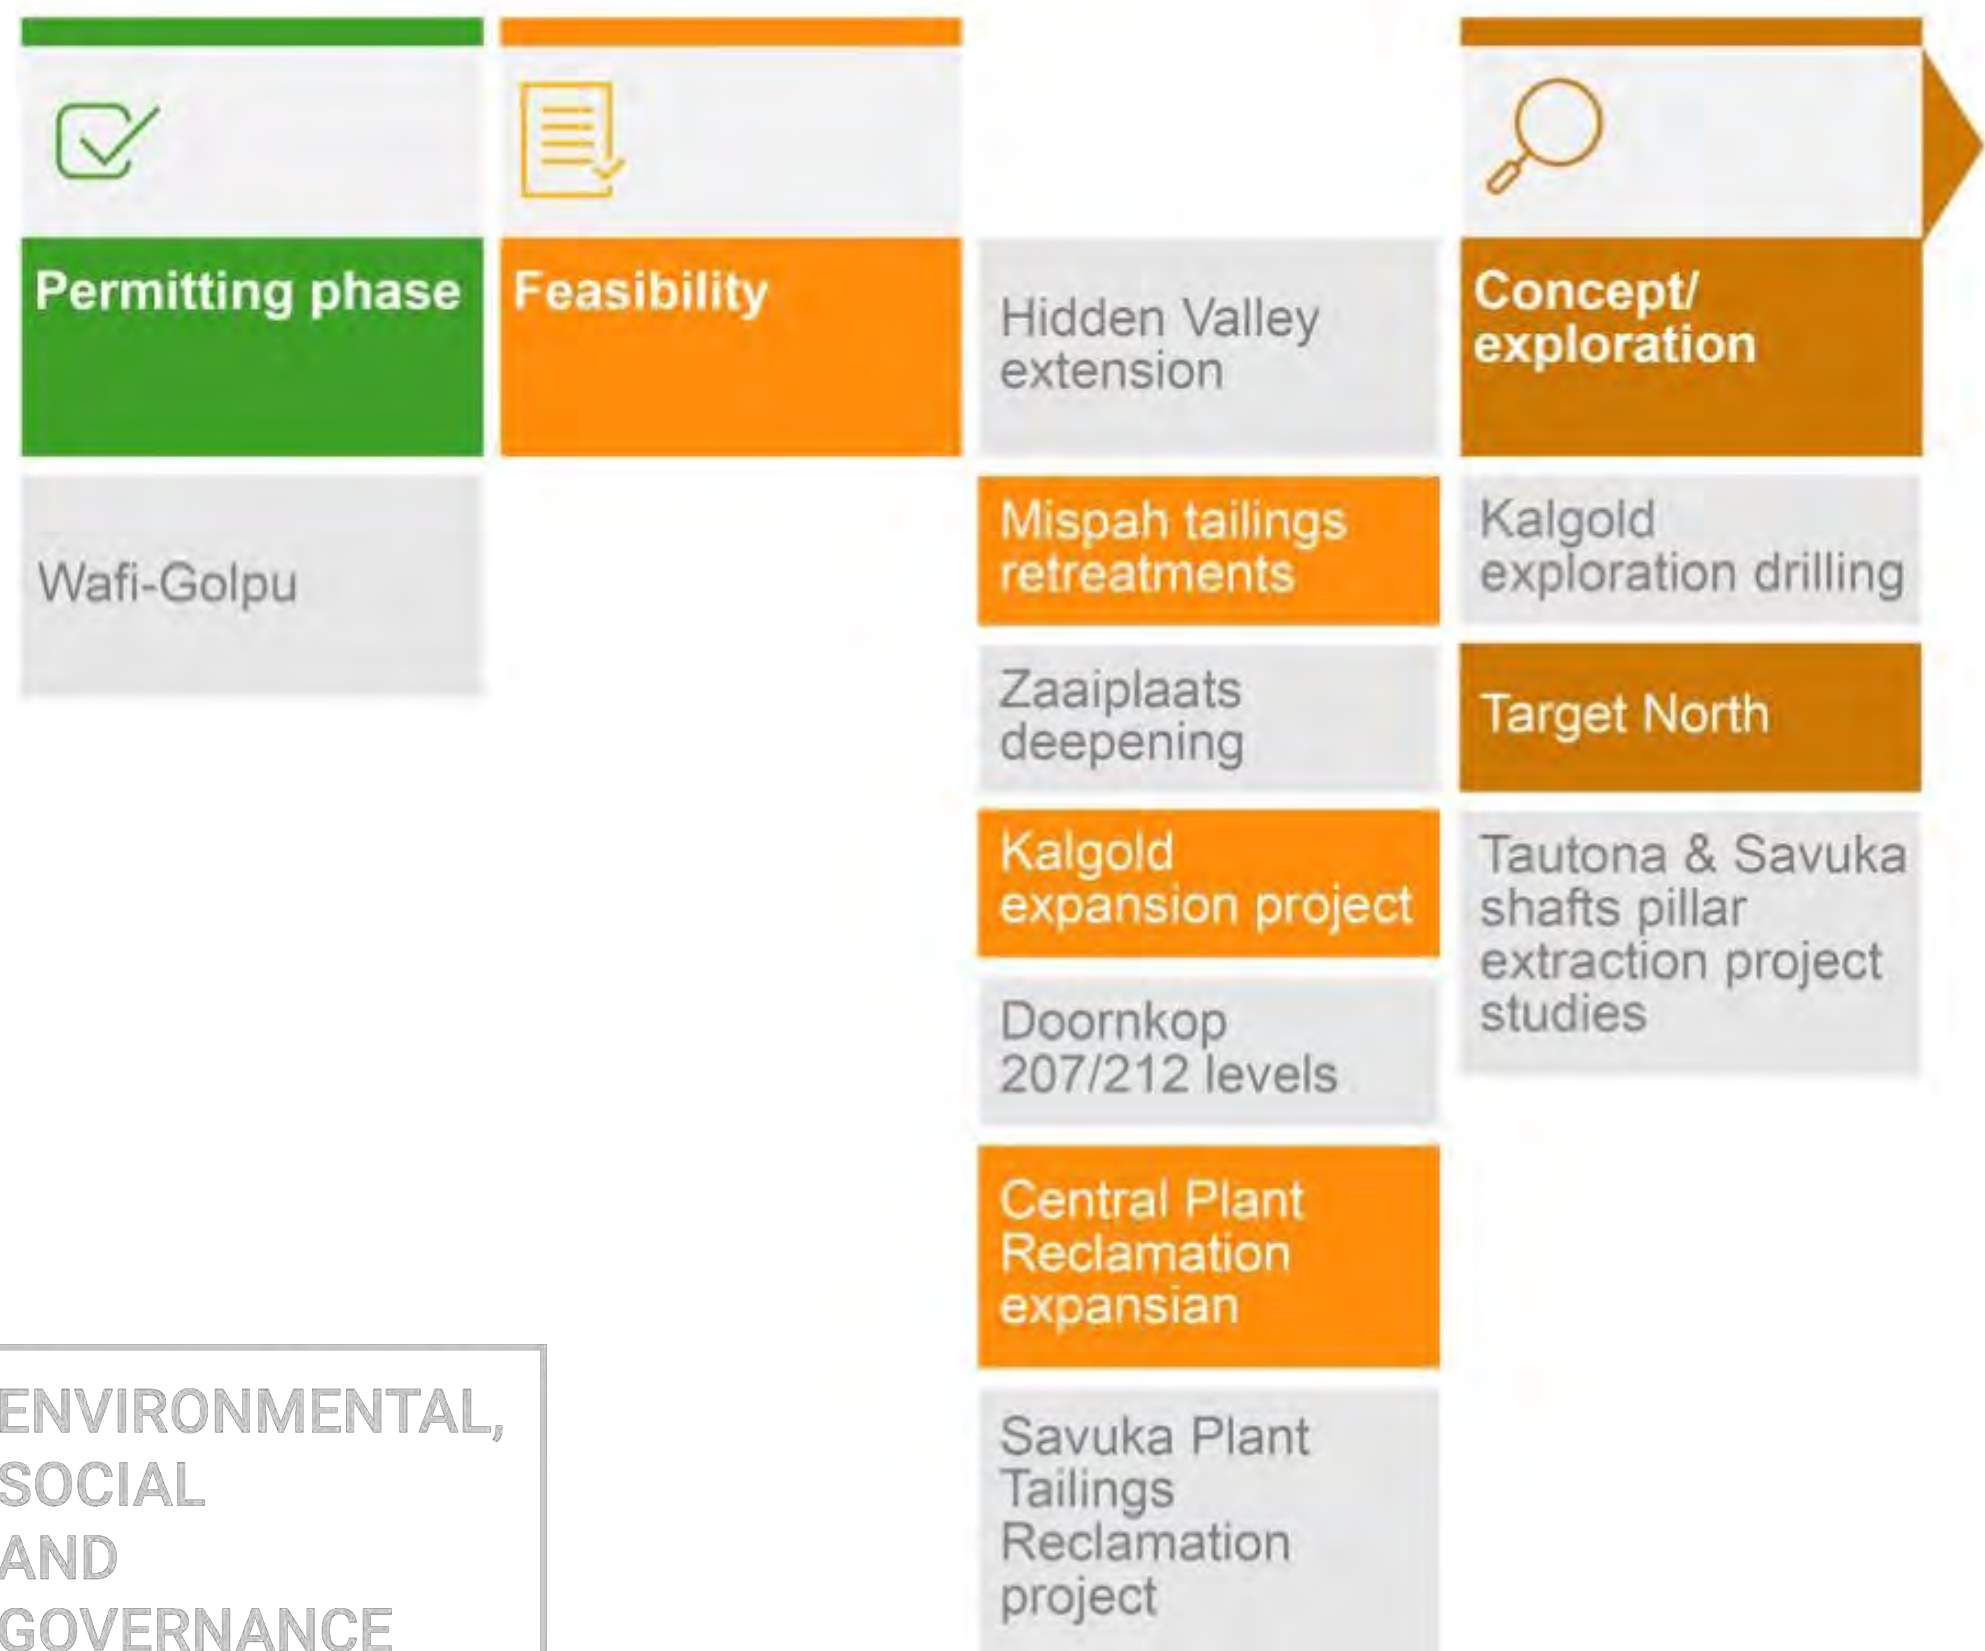 Permitting phase
Wafi-Golpu
Feasibility
Hidden Valley
extension
Mispah tailings
retreatments
Zaaiplaats
deepening
Kalgold
expansion project
Doornkop
207/212 levels
Central Plant
Reclamation
expansian
Savuka Plant
Tailings
Reclamation
project
Concept/
exploration
Kalgold
exploration drilling
Target North
Tautona & Savuka
shafts pillar
extraction project
studies
ENVIRONMENTAL,
SOCIAL
AND
GOVERNANCE